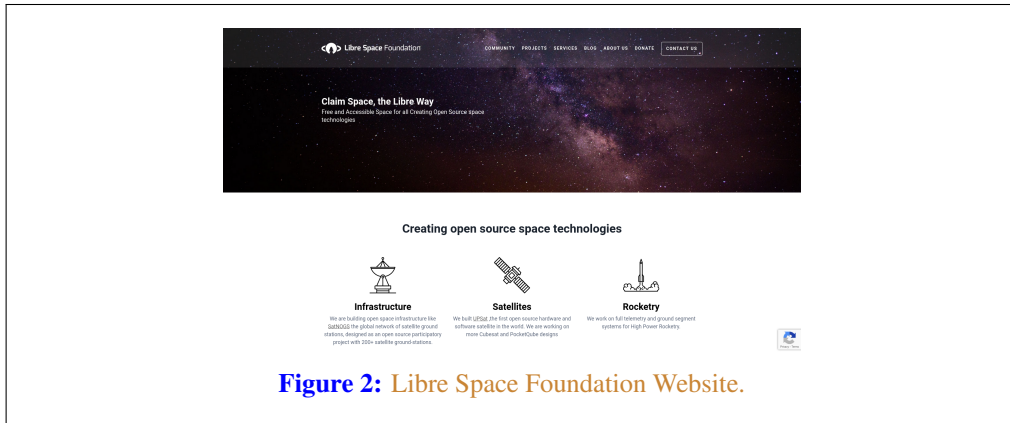 Libre Space Foundation
COMMUNITY PROJECTS SERVICES BLOG ABOUT US DONATE CONTACT US
Claim Space, the Libre Way
Free and Accessible Space for all Creating Open Source space
technologies
Creating open source space technologies
Infrastructure
We are building open space infrastructure like
SatNOGS the global network of satellite ground
stations, designed as an open source participatory
project with 200+ satellite ground-stations.
Satellites
We built UPSat ,the first open source hardware and
software satellite in the world. We are working on
more Cubesat and PocketQube designs
Rocketry
We work on full telemetry and ground segment
systems for High Power Rocketry.
Privacy - Terms
Figure 2: Libre Space Foundation Website.